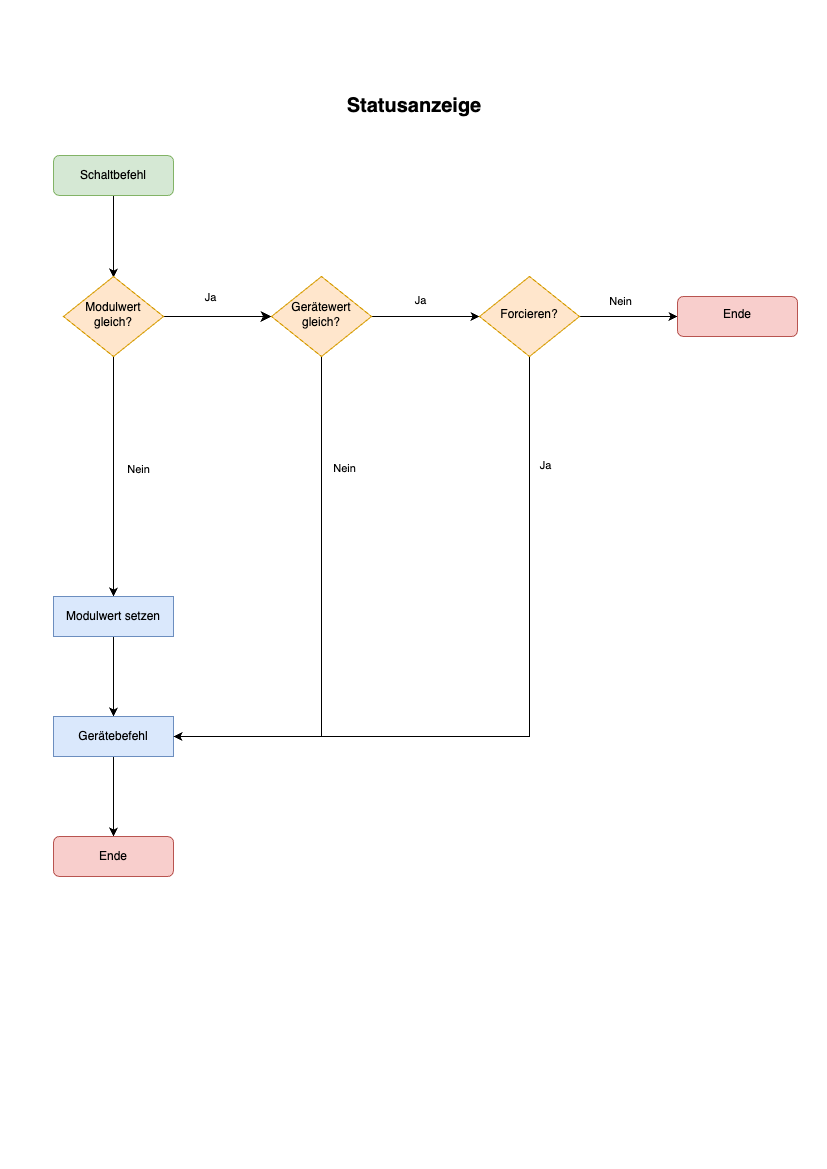 Statusanzeige
Schaltbefehl
Modulwert
gleich?
Ja
Gerätewert
gleich?
Ja
Forcieren?
Nein
Ende
Nein
Nein
Ja
Modulwert setzen
Gerätebefehl
Ende